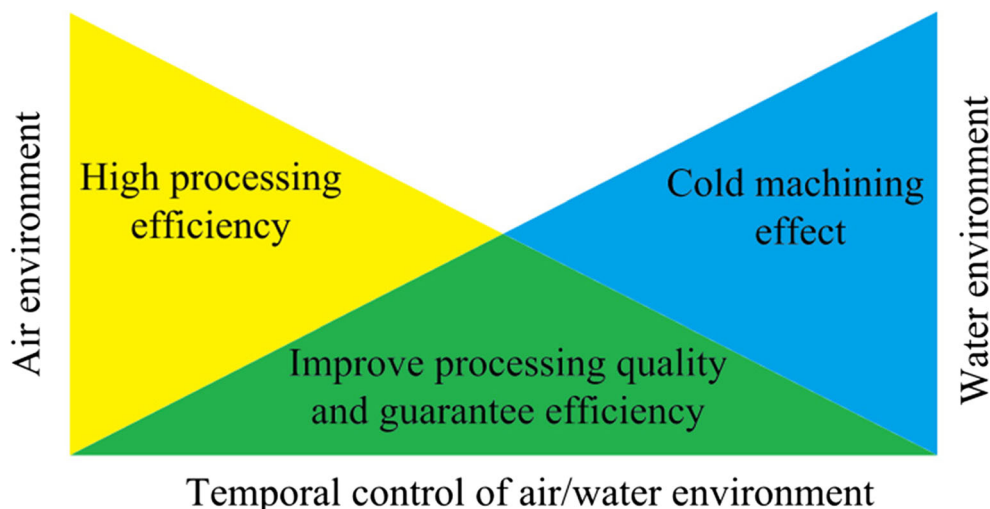 Air environment
High processing
efficiency
Cold machining
effect
Water environment
Improve processing quality
and guarantee efficiency
Temporal control of air/water environment